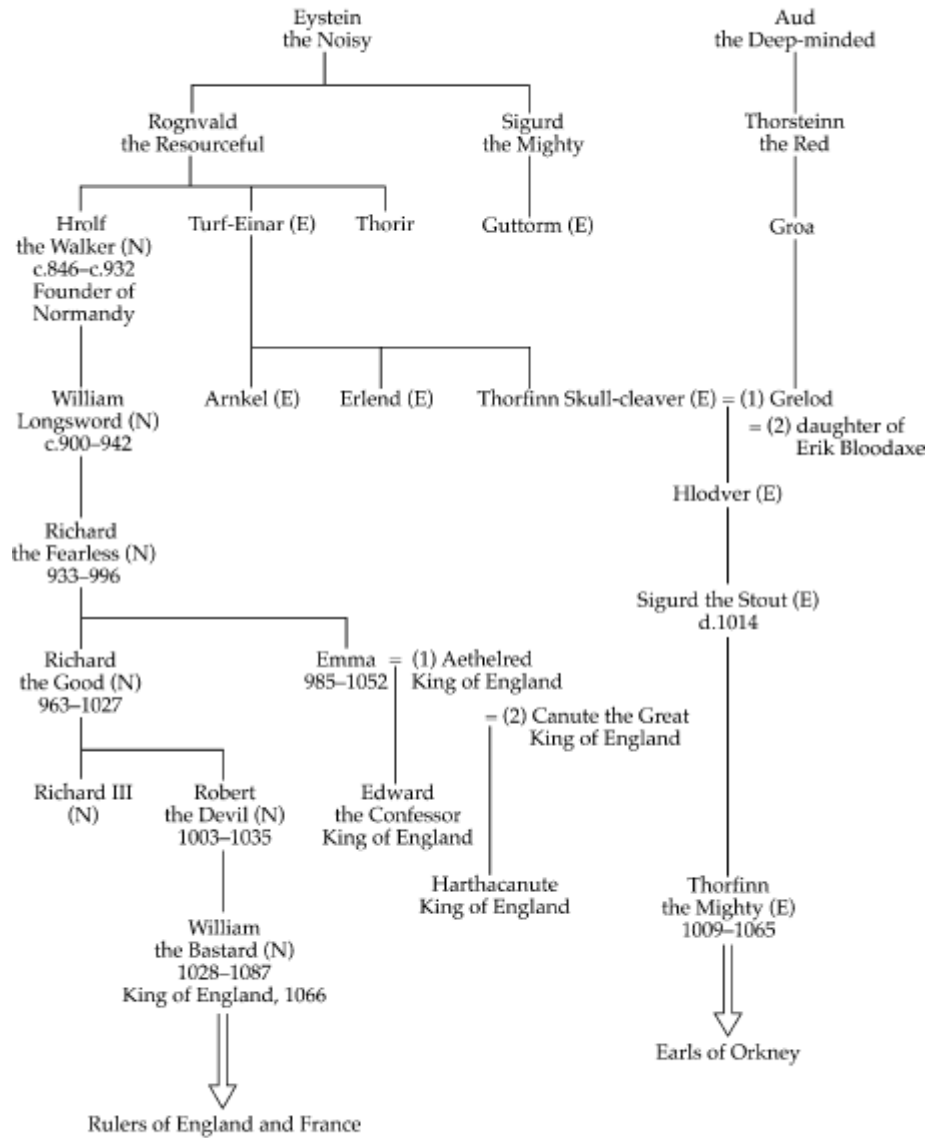 Eystein
the Noisy
Aud
the Deep-minded
Rognvald
the Resourceful
Sigurd
the Mighty
Thorsteinn
the Red
Hrolf
the Walker (N)
c.846–c.932
Founder of
Normandy
Turf-Einar (E)
Thorir
Guttorm (E)
Groa
William
Longsword (N)
c.900–942
Arnkel (E)
Erlend (E)
Thorfinn Skull-cleaver (E) = (1) Grelod
= (2) daughter of
Erik Bloodaxe
Hlodver (E)
Richard
the Fearless (N)
933–996
Sigurd the Stout (E)
d.1014
Richard
the Good (N)
963–1027
Emma = (1) Aethelred
985–1052 King of England
= (2) Canute the Great
King of England
Richard III
(N)
Robert
the Devil (N)
1003–1035
Edward
the Confessor
King of England
Harthacanute
King of England
Thorfinn
the Mighty (E)
1009–1065
William
the Bastard (N)
1028–1087
King of England, 1066
Earls of Orkney
Rulers of England and France